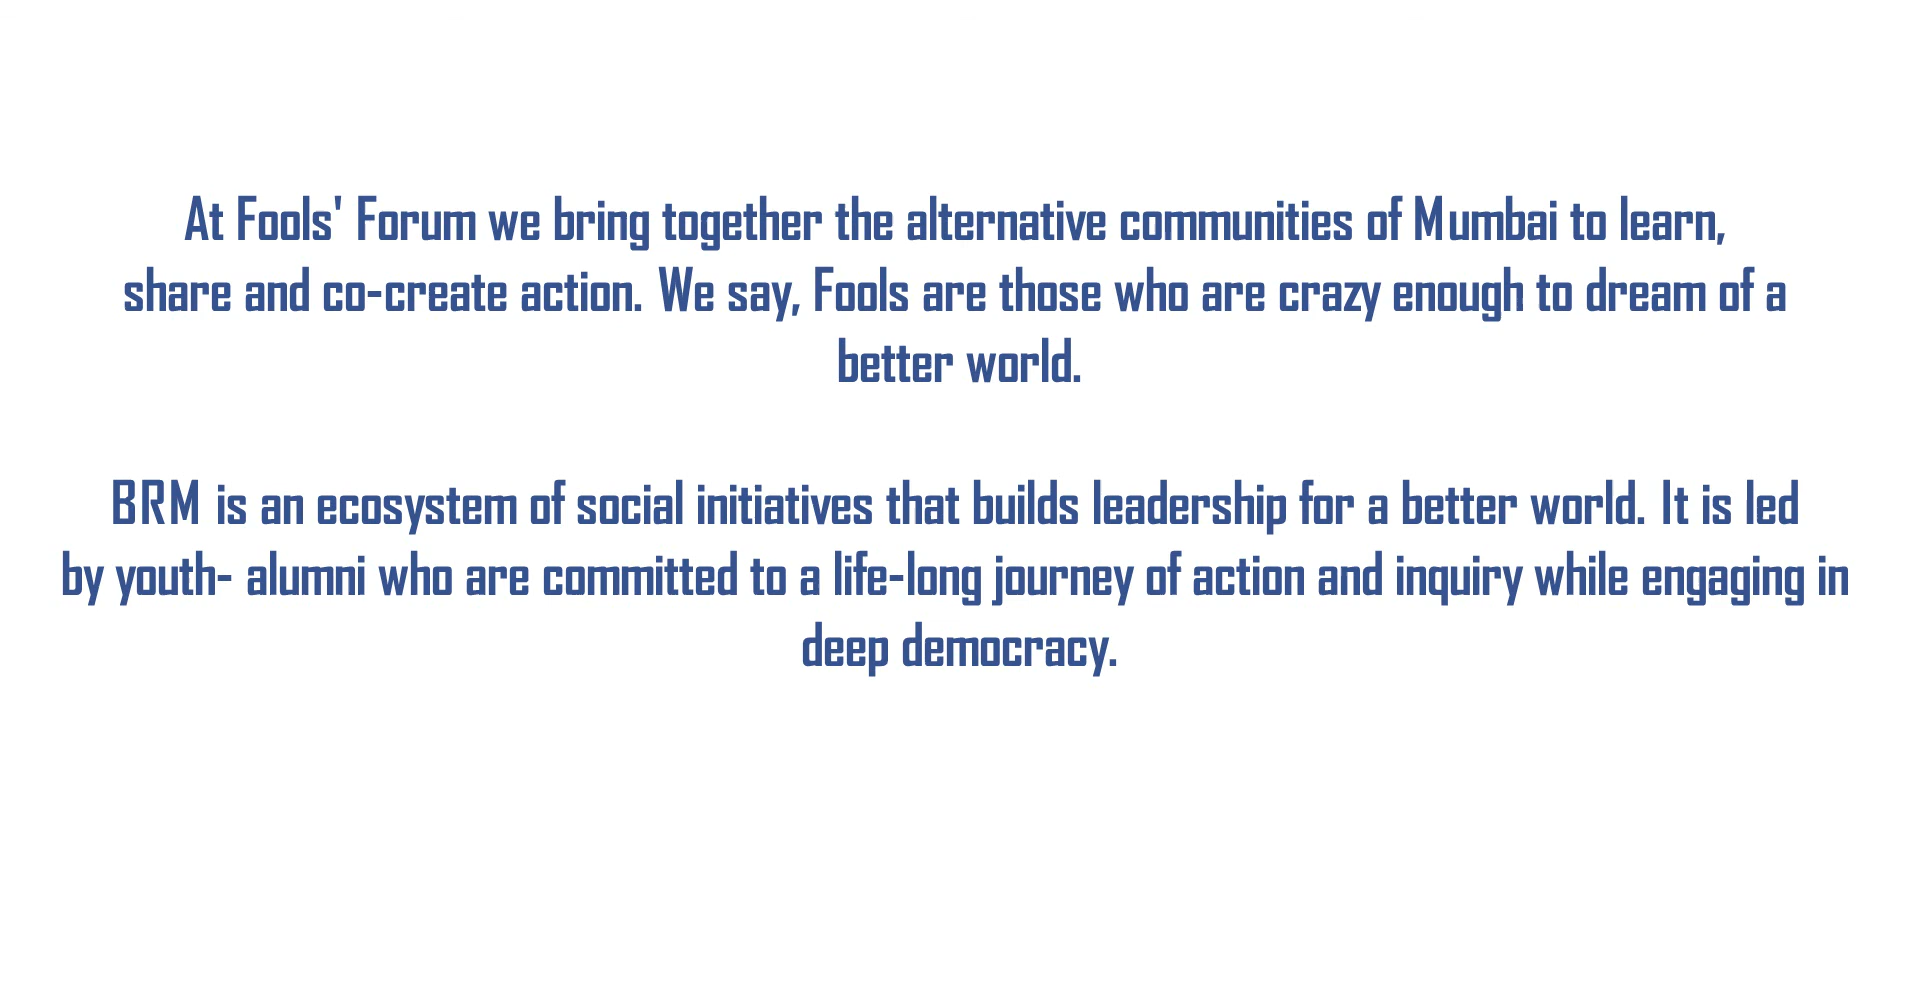 At Fools' Forum we bring together the alternative communities of Mumbai to learn,
share and co-create action. We say, Fools are those who are crazy enough to dream of a
better world.
BRM is an ecosystem of social initiatives that builds leadership for a better world. It is led
by youth- alumni who are committed to a life-long journey of action and inquiry while engaging in
deep democracy.